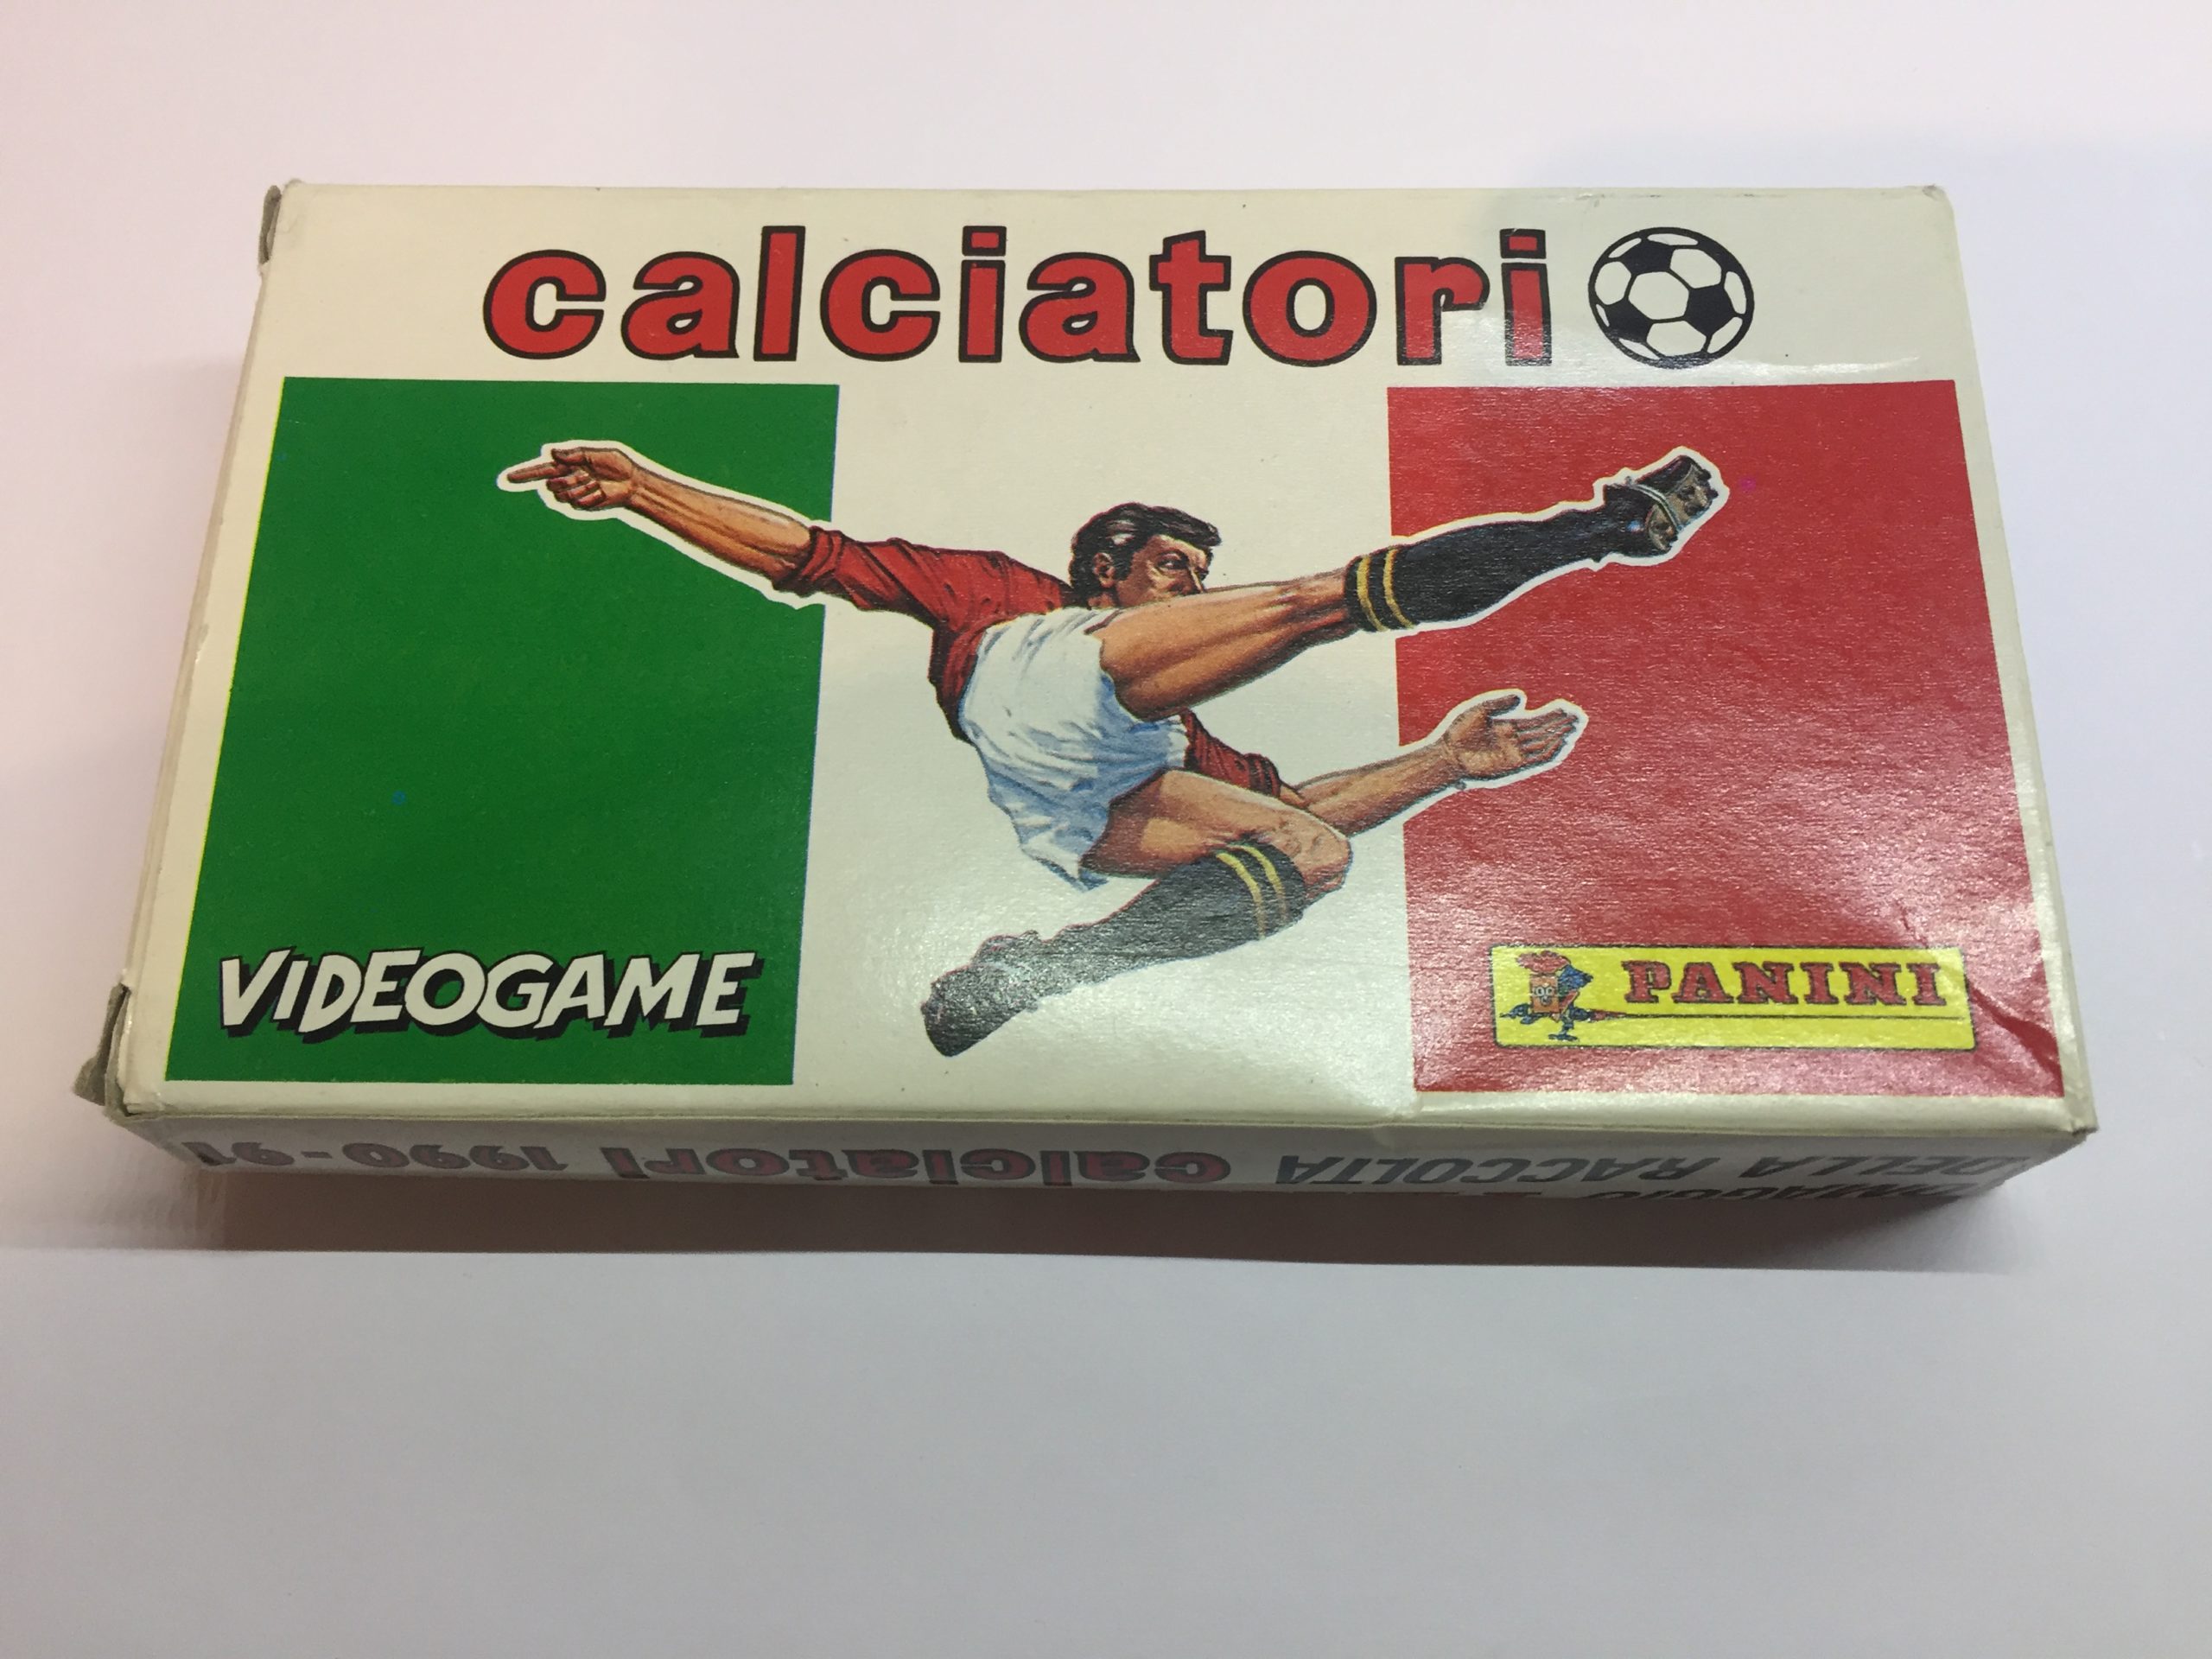 calciatori
VIDEOGAME
PANINI
DELLA RACCOLTA calciatori 1990-91